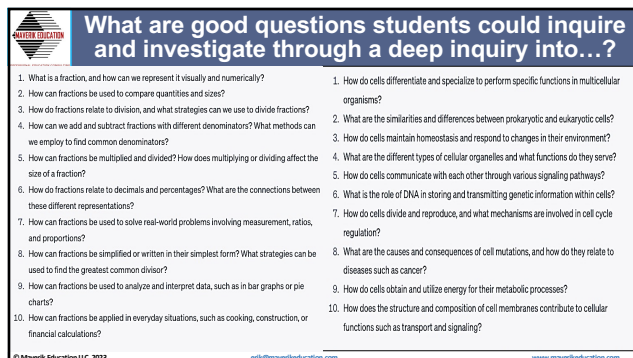 MAVERIK EDUCATION
What are good questions students could inquire
and investigate through a deep inquiry into…?
1. What is a fraction, and how can we represent it visually and numerically?
2. How can fractions be used to compare quantities and sizes?
3. How do fractions relate to division, and what strategies can we use to divide fractions?
4. How can we add and subtract fractions with different denominators? What methods can
we employ to find common denominators?
5. How can fractions be multiplied and divided? How does multiplying or dividing affect the
size of a fraction?
6. How do fractions relate to decimals and percentages? What are the connections between
these different representations?
7. How can fractions be used to solve real-world problems involving measurement, ratios,
and proportions?
8. How can fractions be simplified or written in their simplest form? What strategies can be
used to find the greatest common divisor?
9. How can fractions be used to analyze and interpret data, such as in bar graphs or pie
charts?
10. How can fractions be applied in everyday situations, such as cooking, construction, or
financial calculations?
1. How do cells differentiate and specialize to perform specific functions in multicellular
organisms?
2. What are the similarities and differences between prokaryotic and eukaryotic cells?
3. How do cells maintain homeostasis and respond to changes in their environment?
4. What are the different types of cellular organelles and what functions do they serve?
5. How do cells communicate with each other through various signaling pathways?
6. What is the role of DNA in storing and transmitting genetic information within cells?
7. How do cells divide and reproduce, and what mechanisms are involved in cell cycle
regulation?
8. What are the causes and consequences of cell mutations, and how do they relate to
diseases such as cancer?
9. How do cells obtain and utilize energy for their metabolic processes?
10. How does the structure and composition of cell membranes contribute to cellular
functions such as transport and signaling?
© Maverik Education LLC, 2023
erik@maverikeducation.com
www.maverikeducation.com